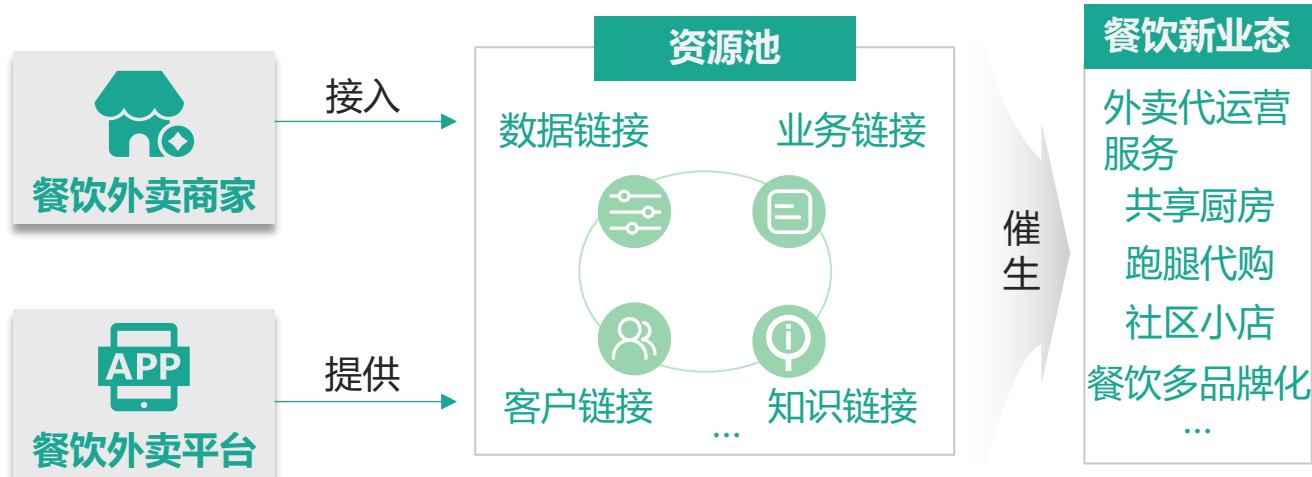 餐饮外卖商家
接入
APP
餐饮外卖平台
提供
资源池
数据链接
业务链接
客户链接
知识链接
...
催
生
餐饮新业态
外卖代运营
服务
共享厨房
跑腿代购
社区小店
餐饮多品牌化
...